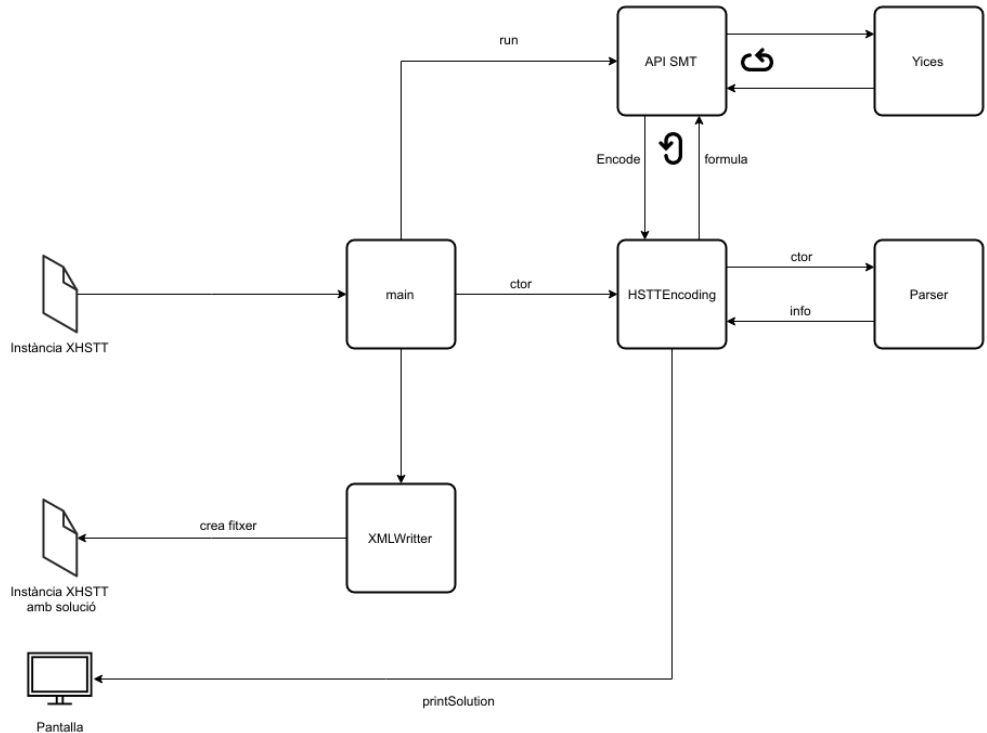 run
API SMT
Yices
Encode
formula
main
ctor
HSTTEncoding
ctor
info
Parser
Instància XHSTT
crea fitxer
XMLWritter
Instància XHSTT
amb solució
printSolution
Pantalla